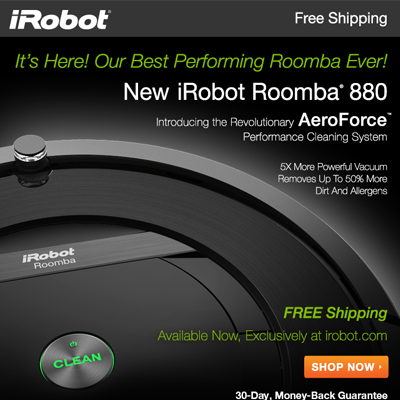 iRobot®
Free Shipping
It's Here! Our Best Performing Roomba Ever!
New iRobot Roomba® 880
Introducing the Revolutionary AeroForce™
Performance Cleaning System
5X More Powerful Vacuum
Removes Up To 50% More
Dirt And Allergens
iRobot
Roomba
CLEAN
FREE Shipping
Available Now, Exclusively at irobot.com
SHOP NOW ›
30-Day, Money-Back Guarantee